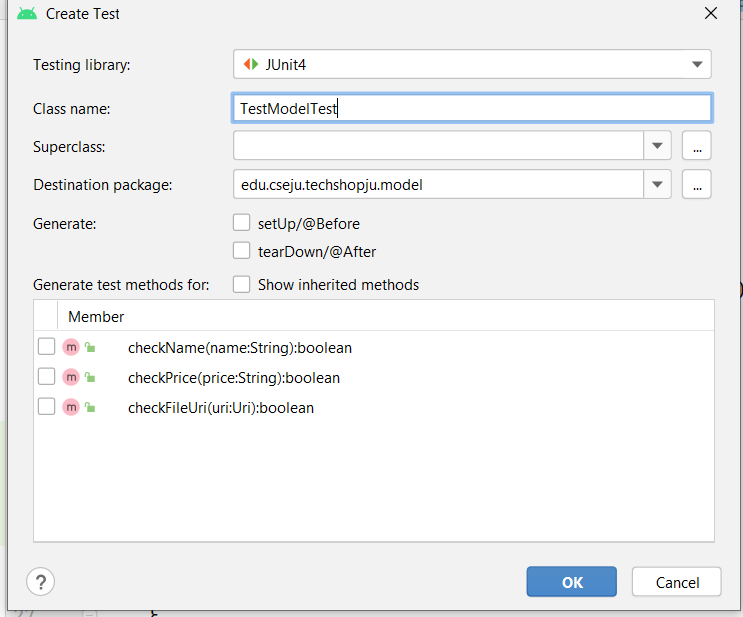 Create Test
Testing library: JUnit4
Class name: TestModelTest
Superclass: ...
Destination package: edu.cseju.techshopju.model ...
Generate: setUp/@Before
tearDown/@After
Generate test methods for: Show inherited methods
Member
m checkName(name:String):boolean
m checkPrice(price:String):boolean
m checkFileUri(uri:Uri):boolean
? OK Cancel